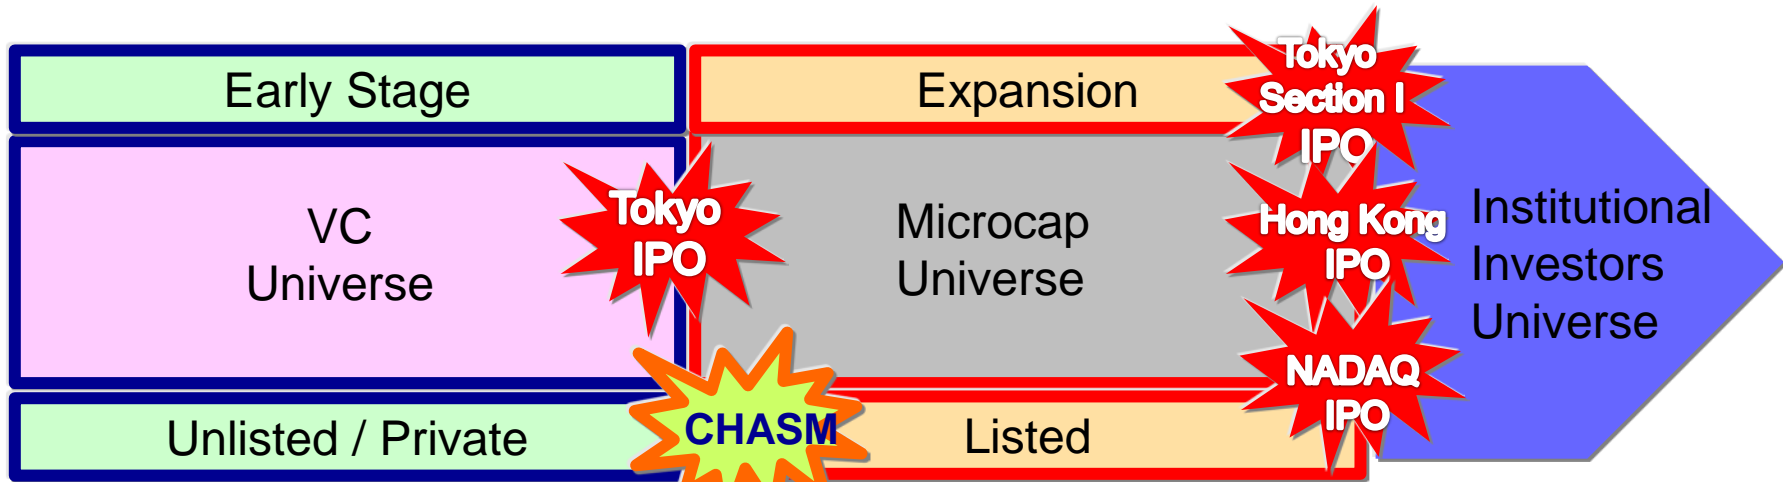 Early Stage
Expansion
Tokyo
Section I
IPO
VC
Universe
Tokyo
IPO
Microcap
Universe
Hong Kong
IPO
Institutional
Investors
Universe
NADAQ
IPO
Unlisted / Private
CHASM
Listed